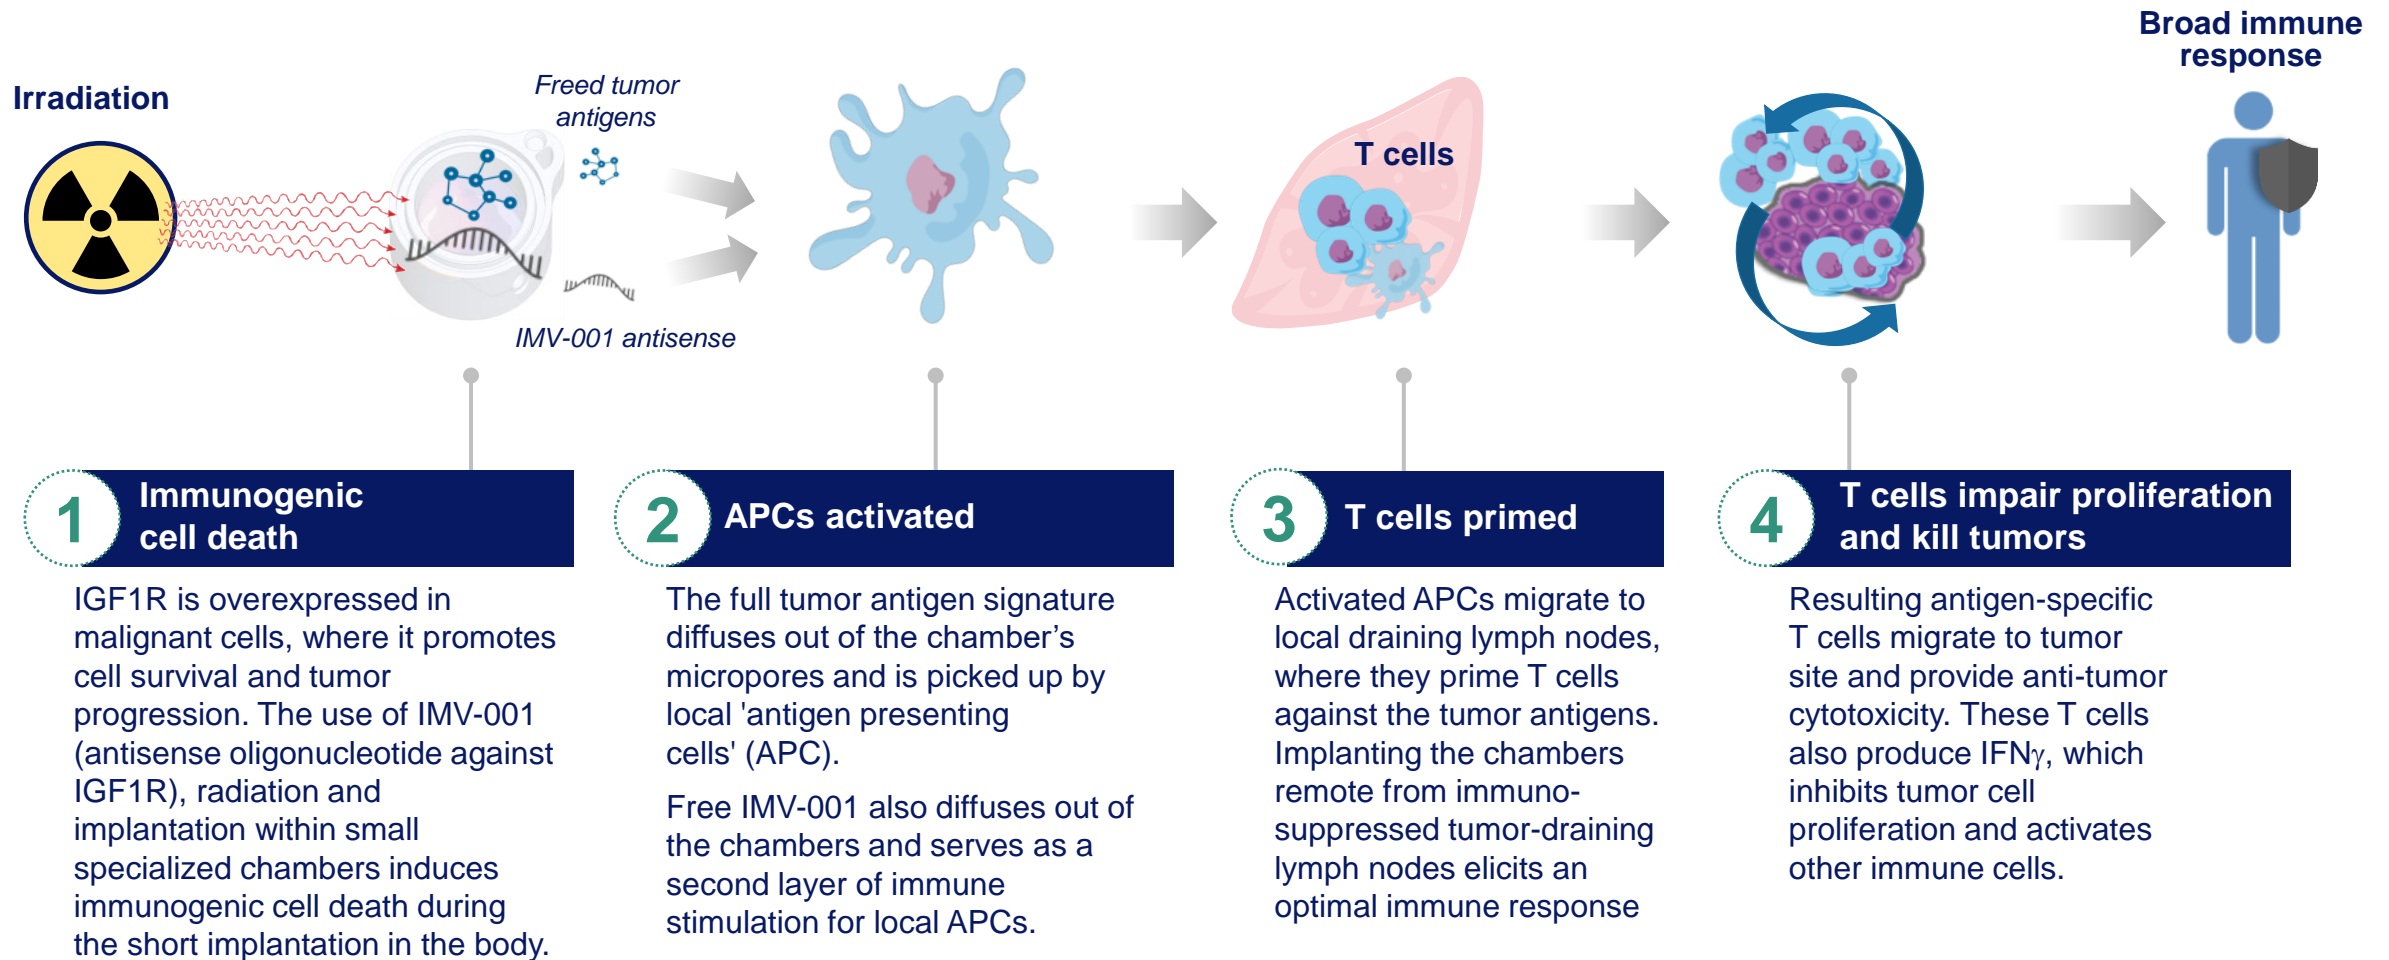 Broad immune
response
Irradiation
Freed tumor
antigens
T cells
IMV-001 antisense
1
Immunogenic
cell death
IGF1R is overexpressed in
malignant cells, where it promotes
cell survival and tumor
progression. The use of IMV-001
(antisense oligonucleotide against
IGF1R), radiation and
implantation within small
specialized chambers induces
immunogenic cell death during
the short implantation in the body.
2
APCs activated
The full tumor antigen signature
diffuses out of the chamber's
micropores and is picked up by
local 'antigen presenting
cells' (APC).
Free IMV-001 also diffuses out of
the chambers and serves as a
second layer of immune
stimulation for local APCs.
3
T cells primed
Activated APCs migrate to
local draining lymph nodes,
where they prime T cells
against the tumor antigens.
Implanting the chambers
remote from immuno-
suppressed tumor-draining
lymph nodes elicits an
optimal immune response
4
T cells impair proliferation
and kill tumors
Resulting antigen-specific
T cells migrate to tumor
site and provide anti-tumor
cytotoxicity. These T cells
also produce IFNγ, which
inhibits tumor cell
proliferation and activates
other immune cells.